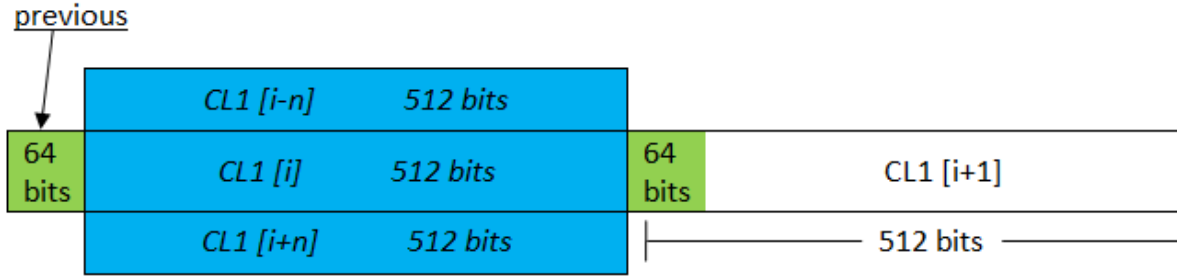 previous
CL1 [i-n] 512 bits
64 bits
CL1 [i] 512 bits
64 bits
CL1 [i+1]
CL1 [i+n] 512 bits
512 bits